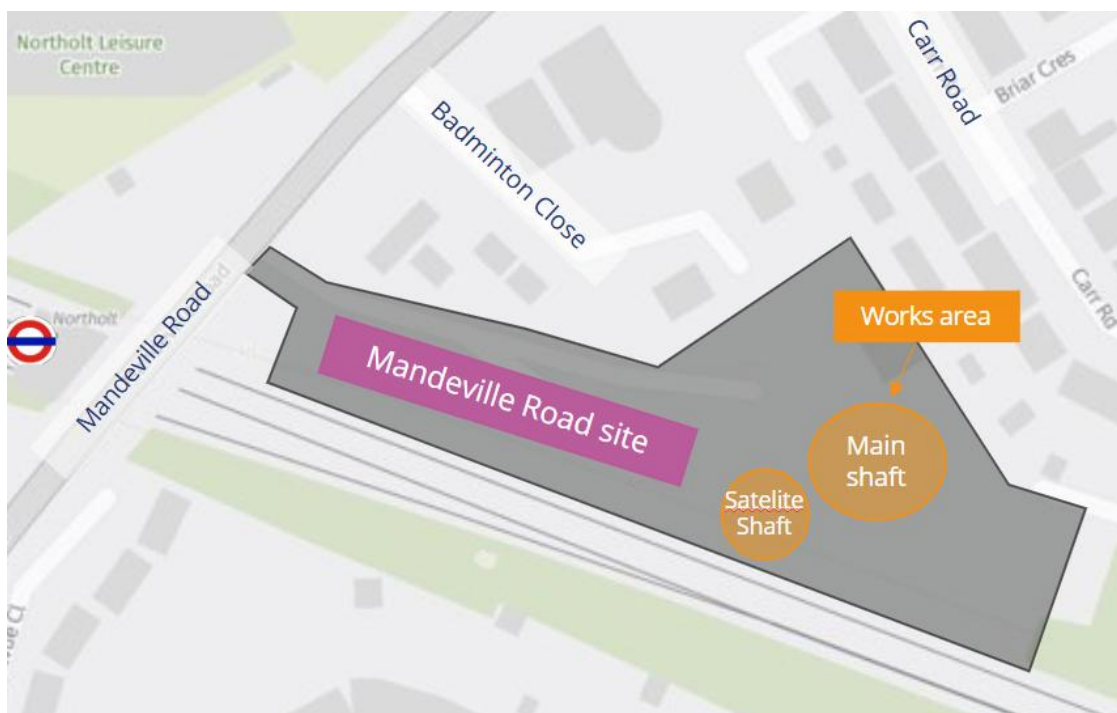 Northolt Leisure
Centre
Carr Road
Briar Cres
Badminton Close
Mandeville Road
Northolt
Works area
Carr Rd
Mandeville Road site
Main
shaft
Satelite
Shaft